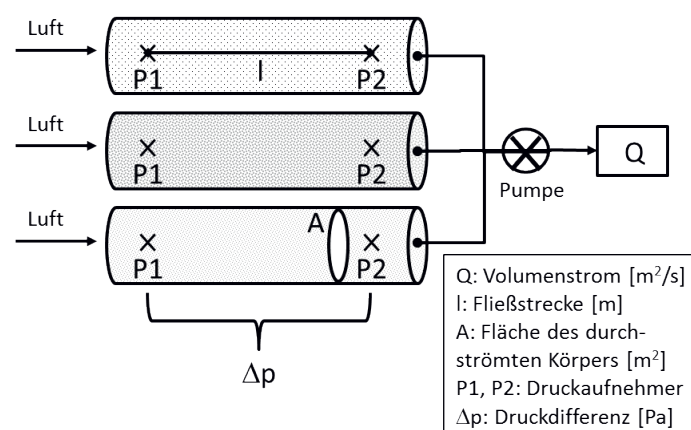 Luft
P1
l
P2
Luft
P1
P2
Q
Pumpe
Luft
A
P1
P2
Δp
Q: Volumenstrom [m²/s]
l: Fließstrecke [m]
A: Fläche des durch-
strömten Körpers [m²]
P1, P2: Druckaufnehmer
Δp: Druckdifferenz [Pa]